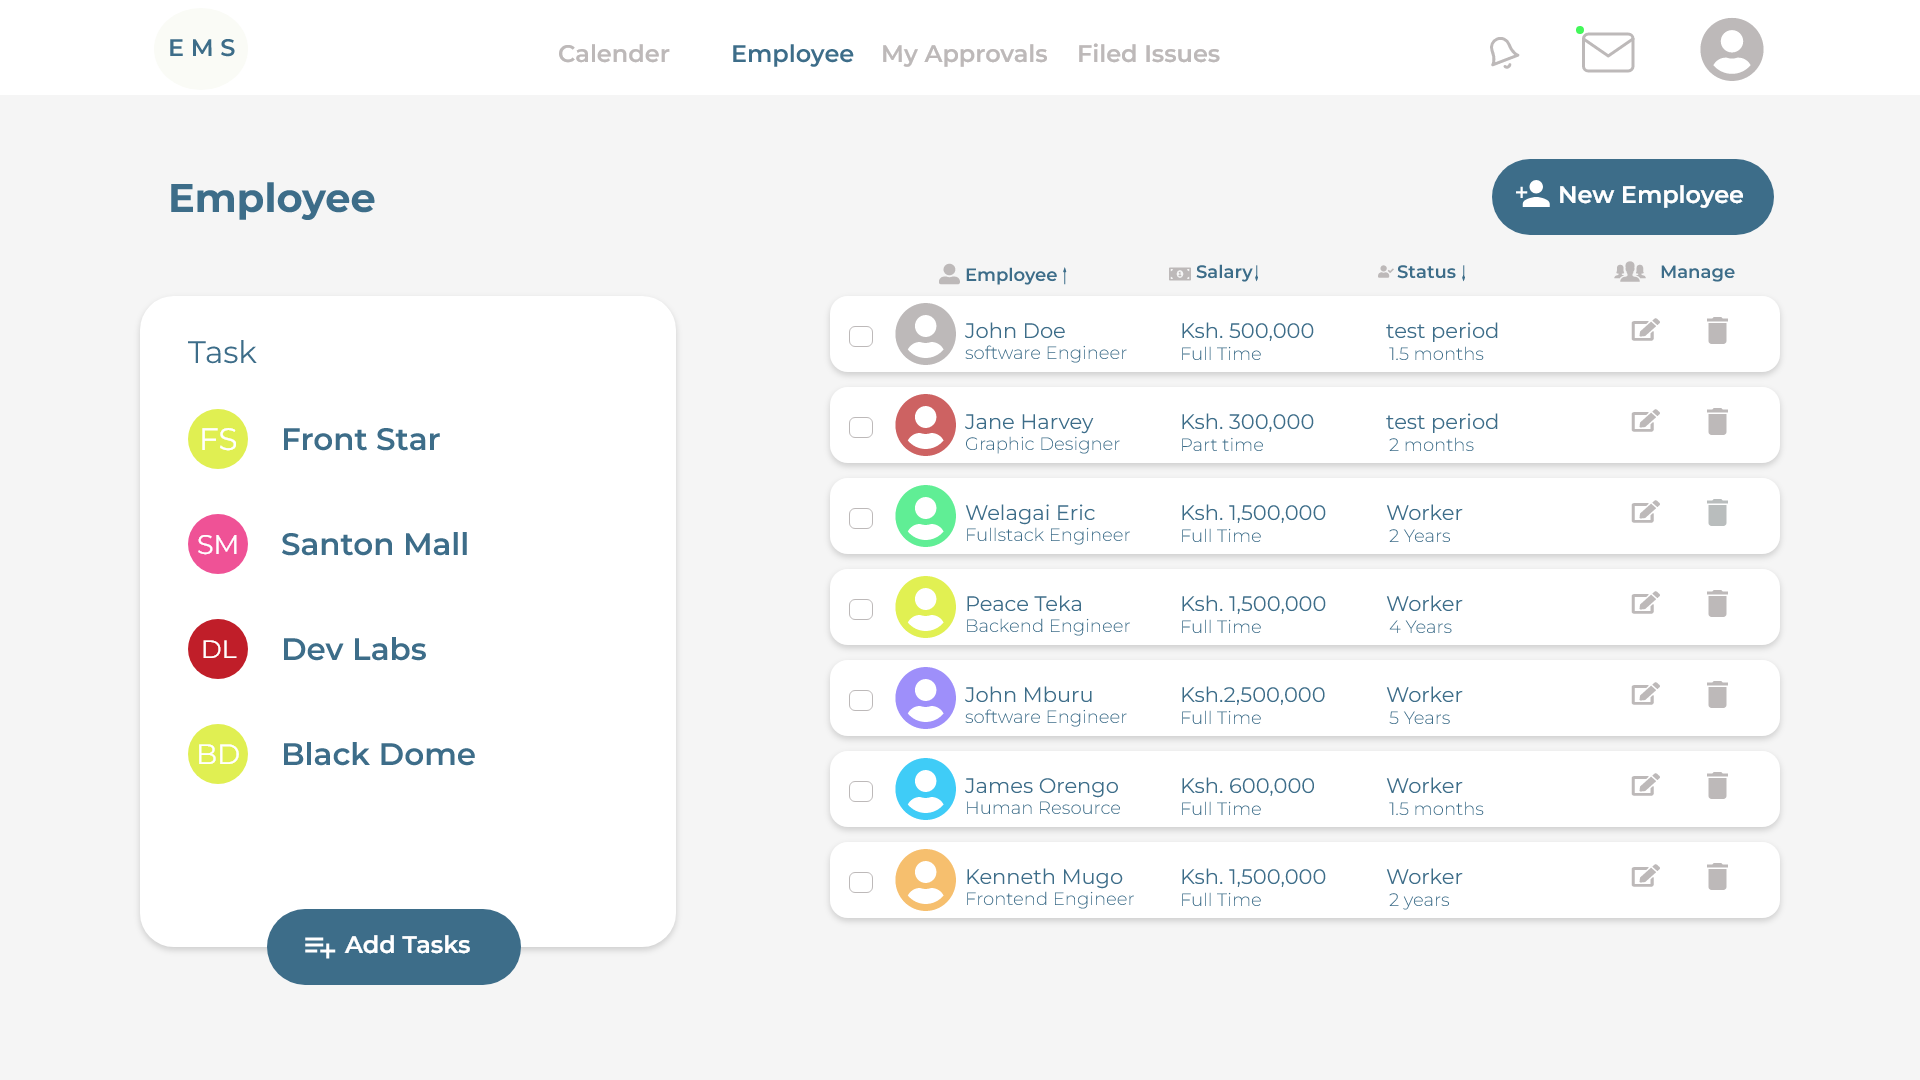 EMS
Calender
Employee
My Approvals
Filed Issues
Employee
New Employee
Employee
Salary
Status
Manage
Task
FS Front Star
SM Santon Mall
DL Dev Labs
BD Black Dome
Add Tasks
John Doe Ksh. 500,000 test period
software Engineer Full Time 1.5 months
Jane Harvey Ksh. 300,000 test period
Graphic Designer Part time 2 months
Welagai Eric Ksh. 1,500,000 Worker
Fullstack Engineer Full Time 2 Years
Peace Teka Ksh. 1,500,000 Worker
Backend Engineer Full Time 4 Years
John Mburu Ksh.2,500,000 Worker
software Engineer Full Time 5 Years
James Orengo Ksh. 600,000 Worker
Human Resource Full Time 1.5 months
Kenneth Mugo Ksh. 1,500,000 Worker
Frontend Engineer Full Time 2 years